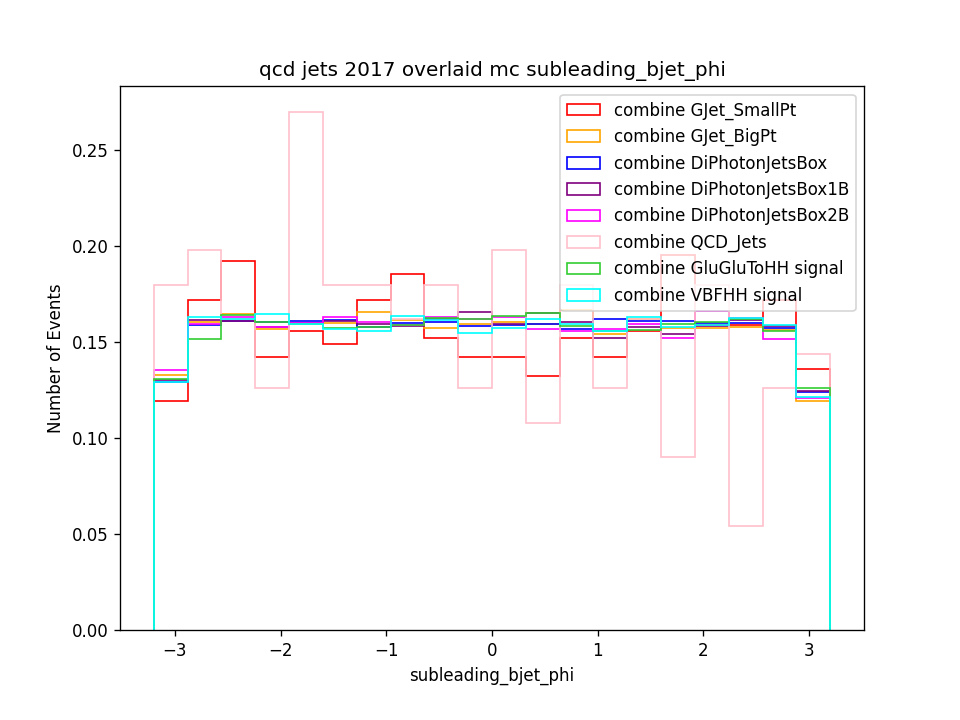 qcd jets 2017 overlaid mc subleading_bjet_phi
combine GJet_SmallPt
combine GJet_BigPt
combine DiPhotonJetsBox
combine DiPhotonJetsBox1B
combine DiPhotonJetsBox2B
combine QCD_Jets
combine GluGluToHH signal
combine VBFHH signal
Number of Events
0.25
0.20
0.15
0.10
0.05
0.00
−3 −2 −1 0 1 2 3
subleading_bjet_phi